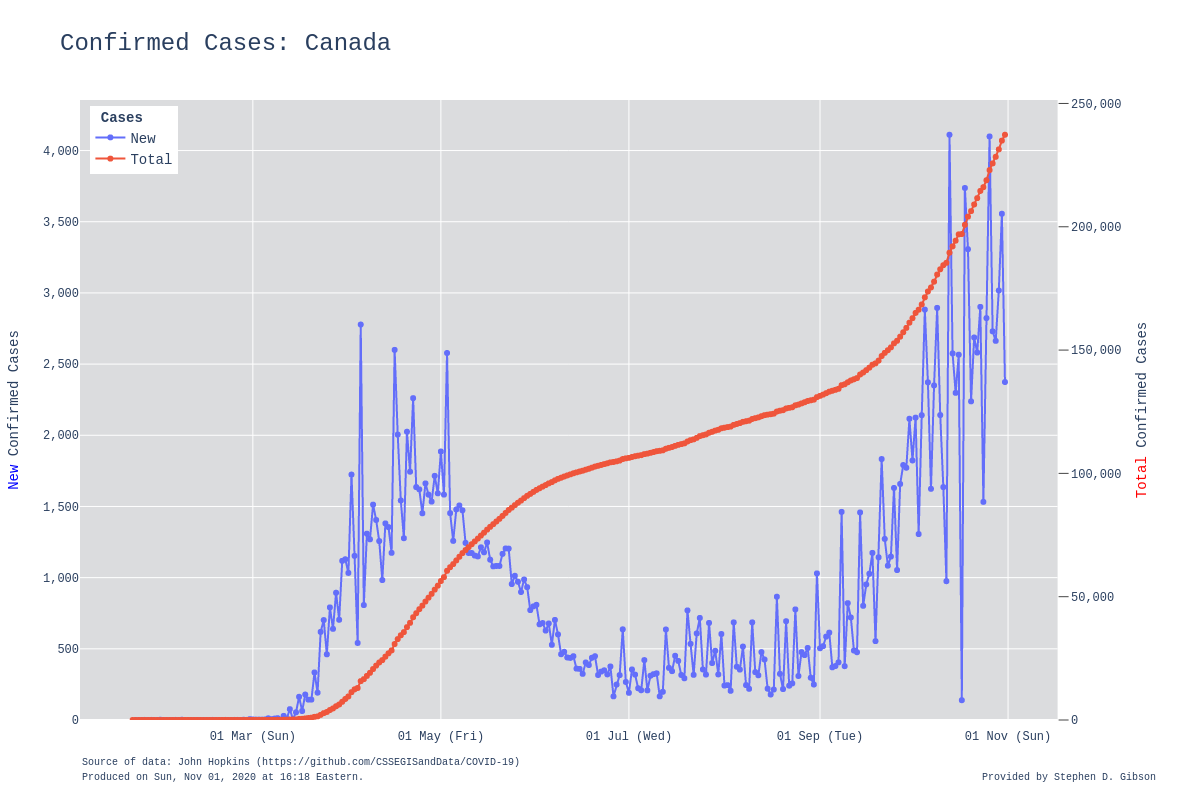 Confirmed Cases: Canada
Cases
New
Total
4,000
3,500
3,000
2,500
2,000
1,500
1,000
500
0
New Confirmed Cases
250,000
200,000
150,000
100,000
50,000
0
Total Confirmed Cases
01 Mar (Sun) 01 May (Fri) 01 Jul (Wed) 01 Sep (Tue) 01 Nov (Sun)
Source of data: John Hopkins (https://github.com/CSSEGISandData/COVID-19)
Produced on Sun, Nov 01, 2020 at 16:18 Eastern.
Provided by Stephen D. Gibson